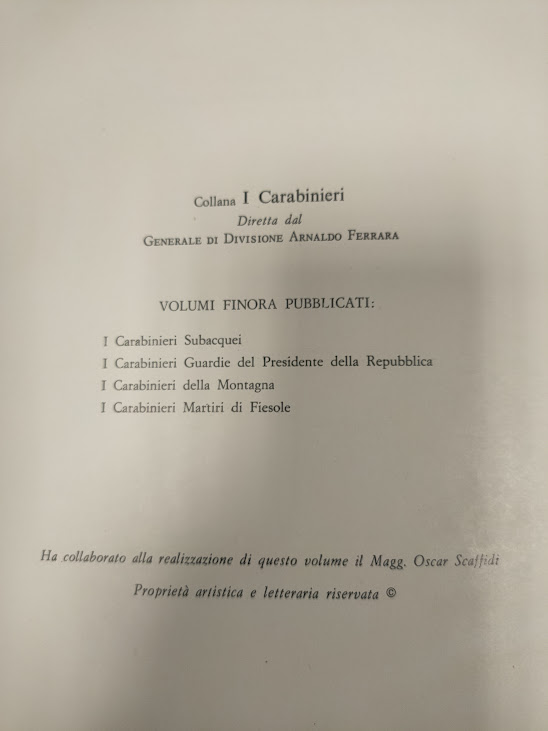 Collana I Carabinieri
Diretta dal
GENERALE DI DIVISIONE ARNALDO FERRARA
VOLUMI FINORA PUBBLICATI:
I Carabinieri Subacquei
I Carabinieri Guardie del Presidente della Repubblica
I Carabinieri della Montagna
I Carabinieri Martiri di Fiesole
Ha collaborato alla realizzazione di questo volume il Magg. Oscar Scaffidi
Proprietà artistica e letteraria riservata ©